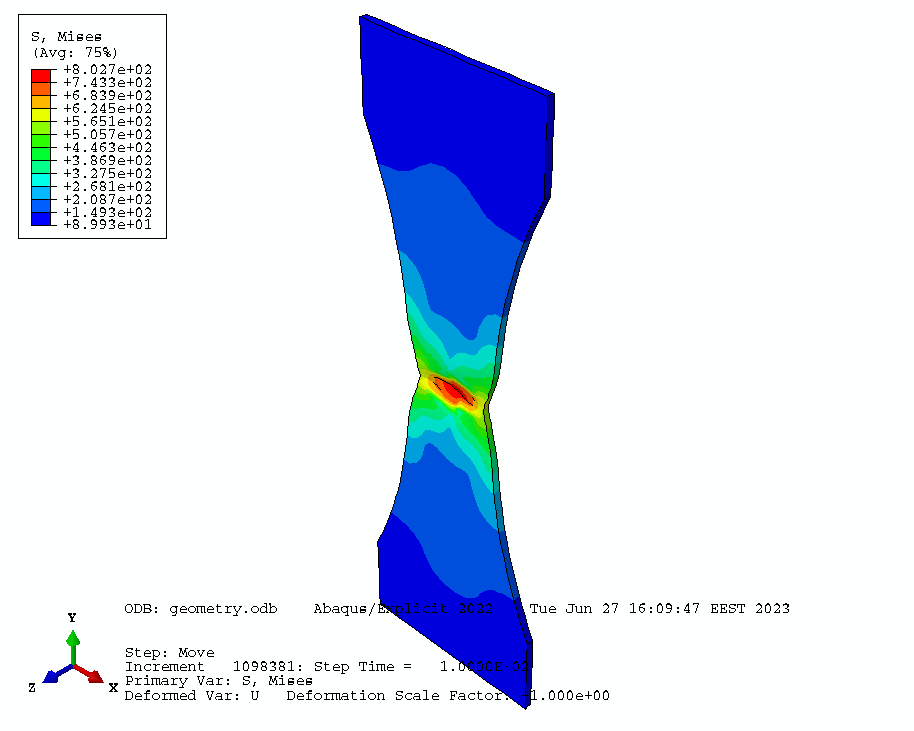 S, Mises
(Avg: 75%)
+8.027e+02
+7.433e+02
+6.839e+02
+6.245e+02
+5.651e+02
+5.057e+02
+4.463e+02
+3.869e+02
+3.275e+02
+2.681e+02
+2.087e+02
+1.493e+02
+8.993e+01
ODB: geometry.odb Abaqus/Explicit 2022 Tue Jun 27 16:09:47 EEST 2023
Y
Z
X
Step: Move
Increment 1098381: Step Time = 1.0000E-02
Primary Var: S, Mises
Deformed Var: U Deformation Scale Factor: +1.000e+00